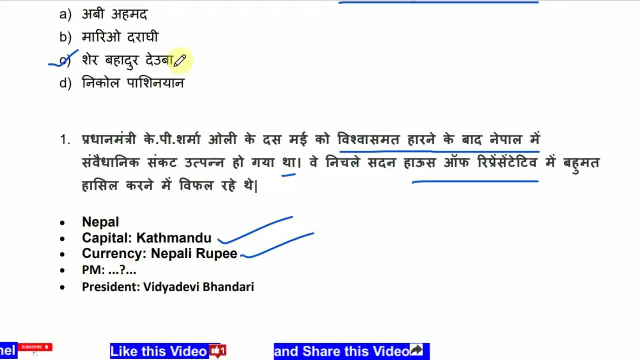 a) अबी अहमद
b) मारिओ दराघी
c) शेर बहादुर देउबा
d) निकोल पाशिनयान
1. प्रधानमंत्री के.पी.शर्मा ओली के दस मई को विश्वासमत हारने के बाद नेपाल में
संवैधानिक संकट उत्पन्न हो गया था। वे निचले सदन हाऊस ऑफ रिप्रेंसेंटेटिव में बहुमत
हासिल करने में विफल रहे थे|
• Nepal
• Capital: Kathmandu
• Currency: Nepali Rupee
• PM: ...?...
• President: Vidyadevi Bhandari
nel Like this Video and Share this Video